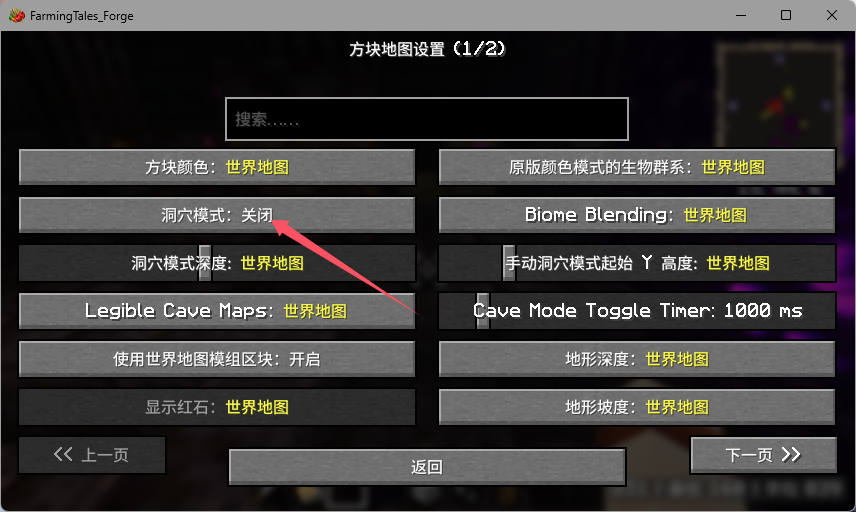 FarmingTales_Forge
方块地图设置 (1/2)
搜索……
方块颜色: 世界地图
原版颜色模式的生物群系: 世界地图
洞穴模式: 关闭
Biome Blending: 世界地图
洞穴模式深度: 世界地图
手动洞穴模式起始 Y 高度: 世界地图
Legible Cave Maps: 世界地图
Cave Mode Toggle Timer: 1000 ms
使用世界地图模组区块: 开启
地形深度: 世界地图
显示红石: 世界地图
地形坡度: 世界地图
<< 上一页
返回
下一页 >>